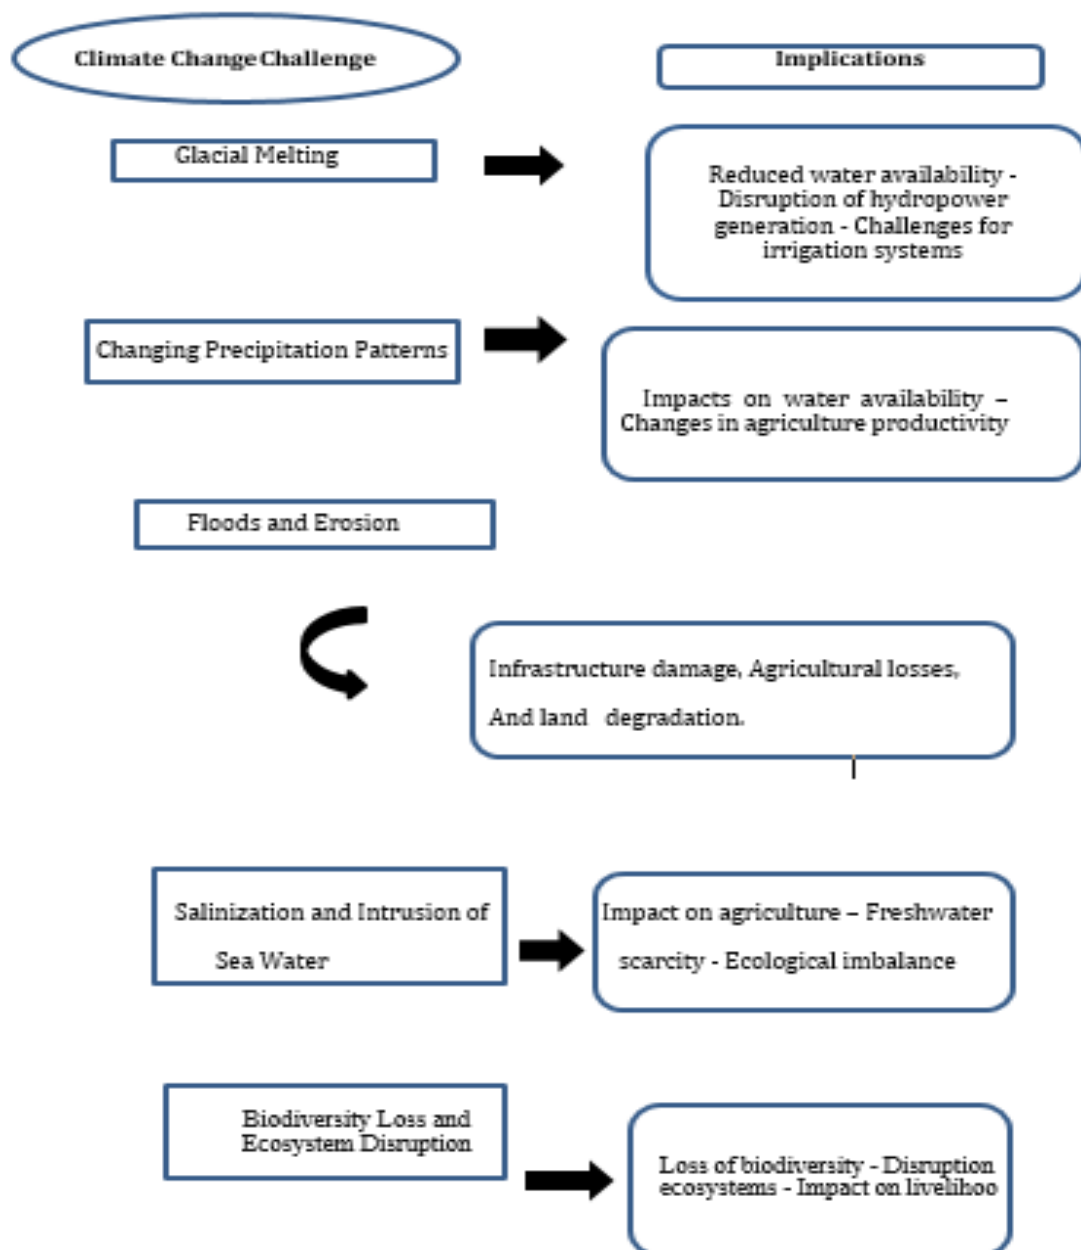 Climate Change Challenge
Implications
Glacial Melting
Reduced water availability -
Disruption of hydropower
generation - Challenges for
irrigation systems
Changing Precipitation Patterns
Impacts on water availability –
Changes in agriculture productivity
Floods and Erosion
Infrastructure damage, Agricultural losses,
And land degradation.
Salinization and Intrusion of
Sea Water
Impact on agriculture – Freshwater
scarcity - Ecological imbalance
Biodiversity Loss and
Ecosystem Disruption
Loss of biodiversity - Disruption
ecosystems - Impact on livelihoo